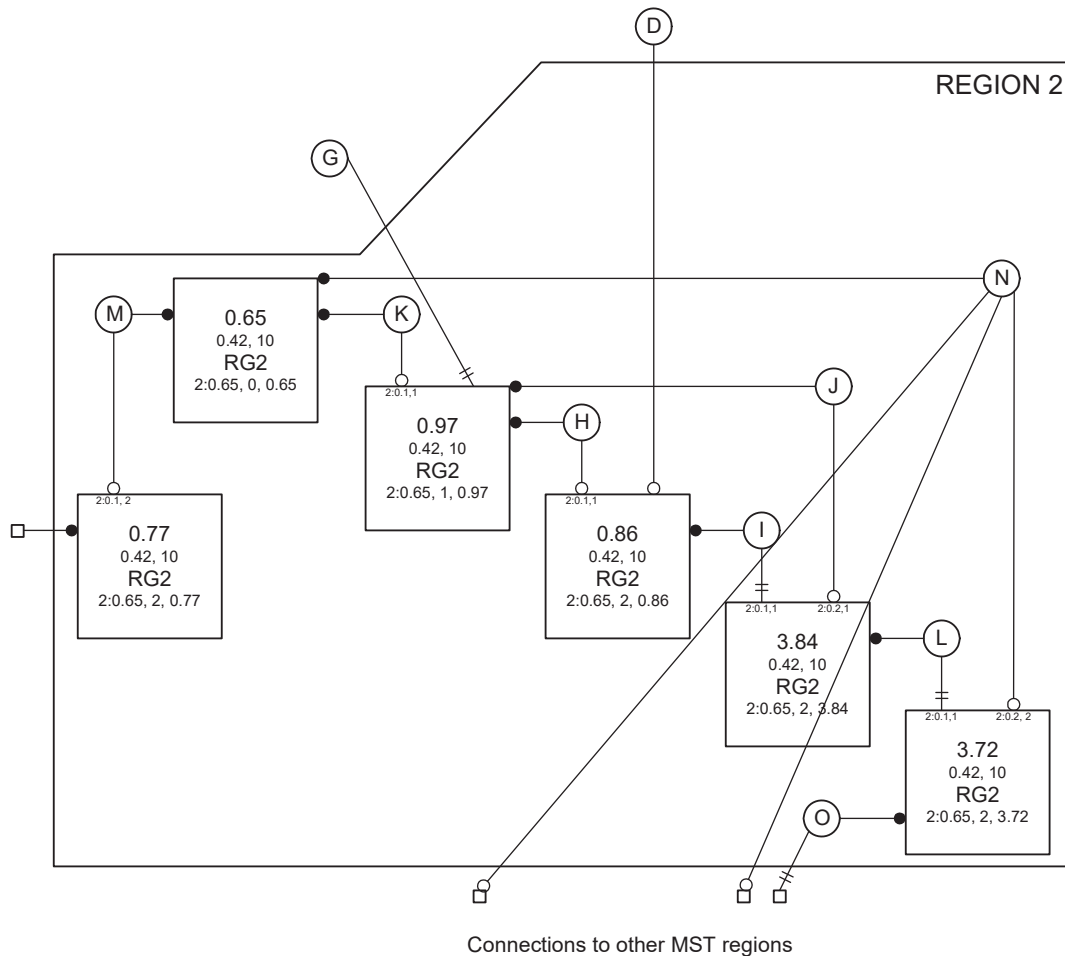 D
REGION 2
G
N
M
K
0.65
0.42, 10
RG2
2:0.65, 0, 0.65
2:0.1,1
J
0.97
0.42, 10
RG2
2:0.65, 1, 0.97
H
2:0.1, 2
0.77
0.42, 10
RG2
2:0.65, 2, 0.77
2:0.1,1
0.86
0.42, 10
RG2
2:0.65, 2, 0.86
I
2:0.1,1
2:0.2,1
3.84
0.42, 10
RG2
2:0.65, 2, 3.84
L
2:0.1,1
2:0.2, 2
3.72
0.42, 10
RG2
2:0.65, 2, 3.72
O
Connections to other MST regions